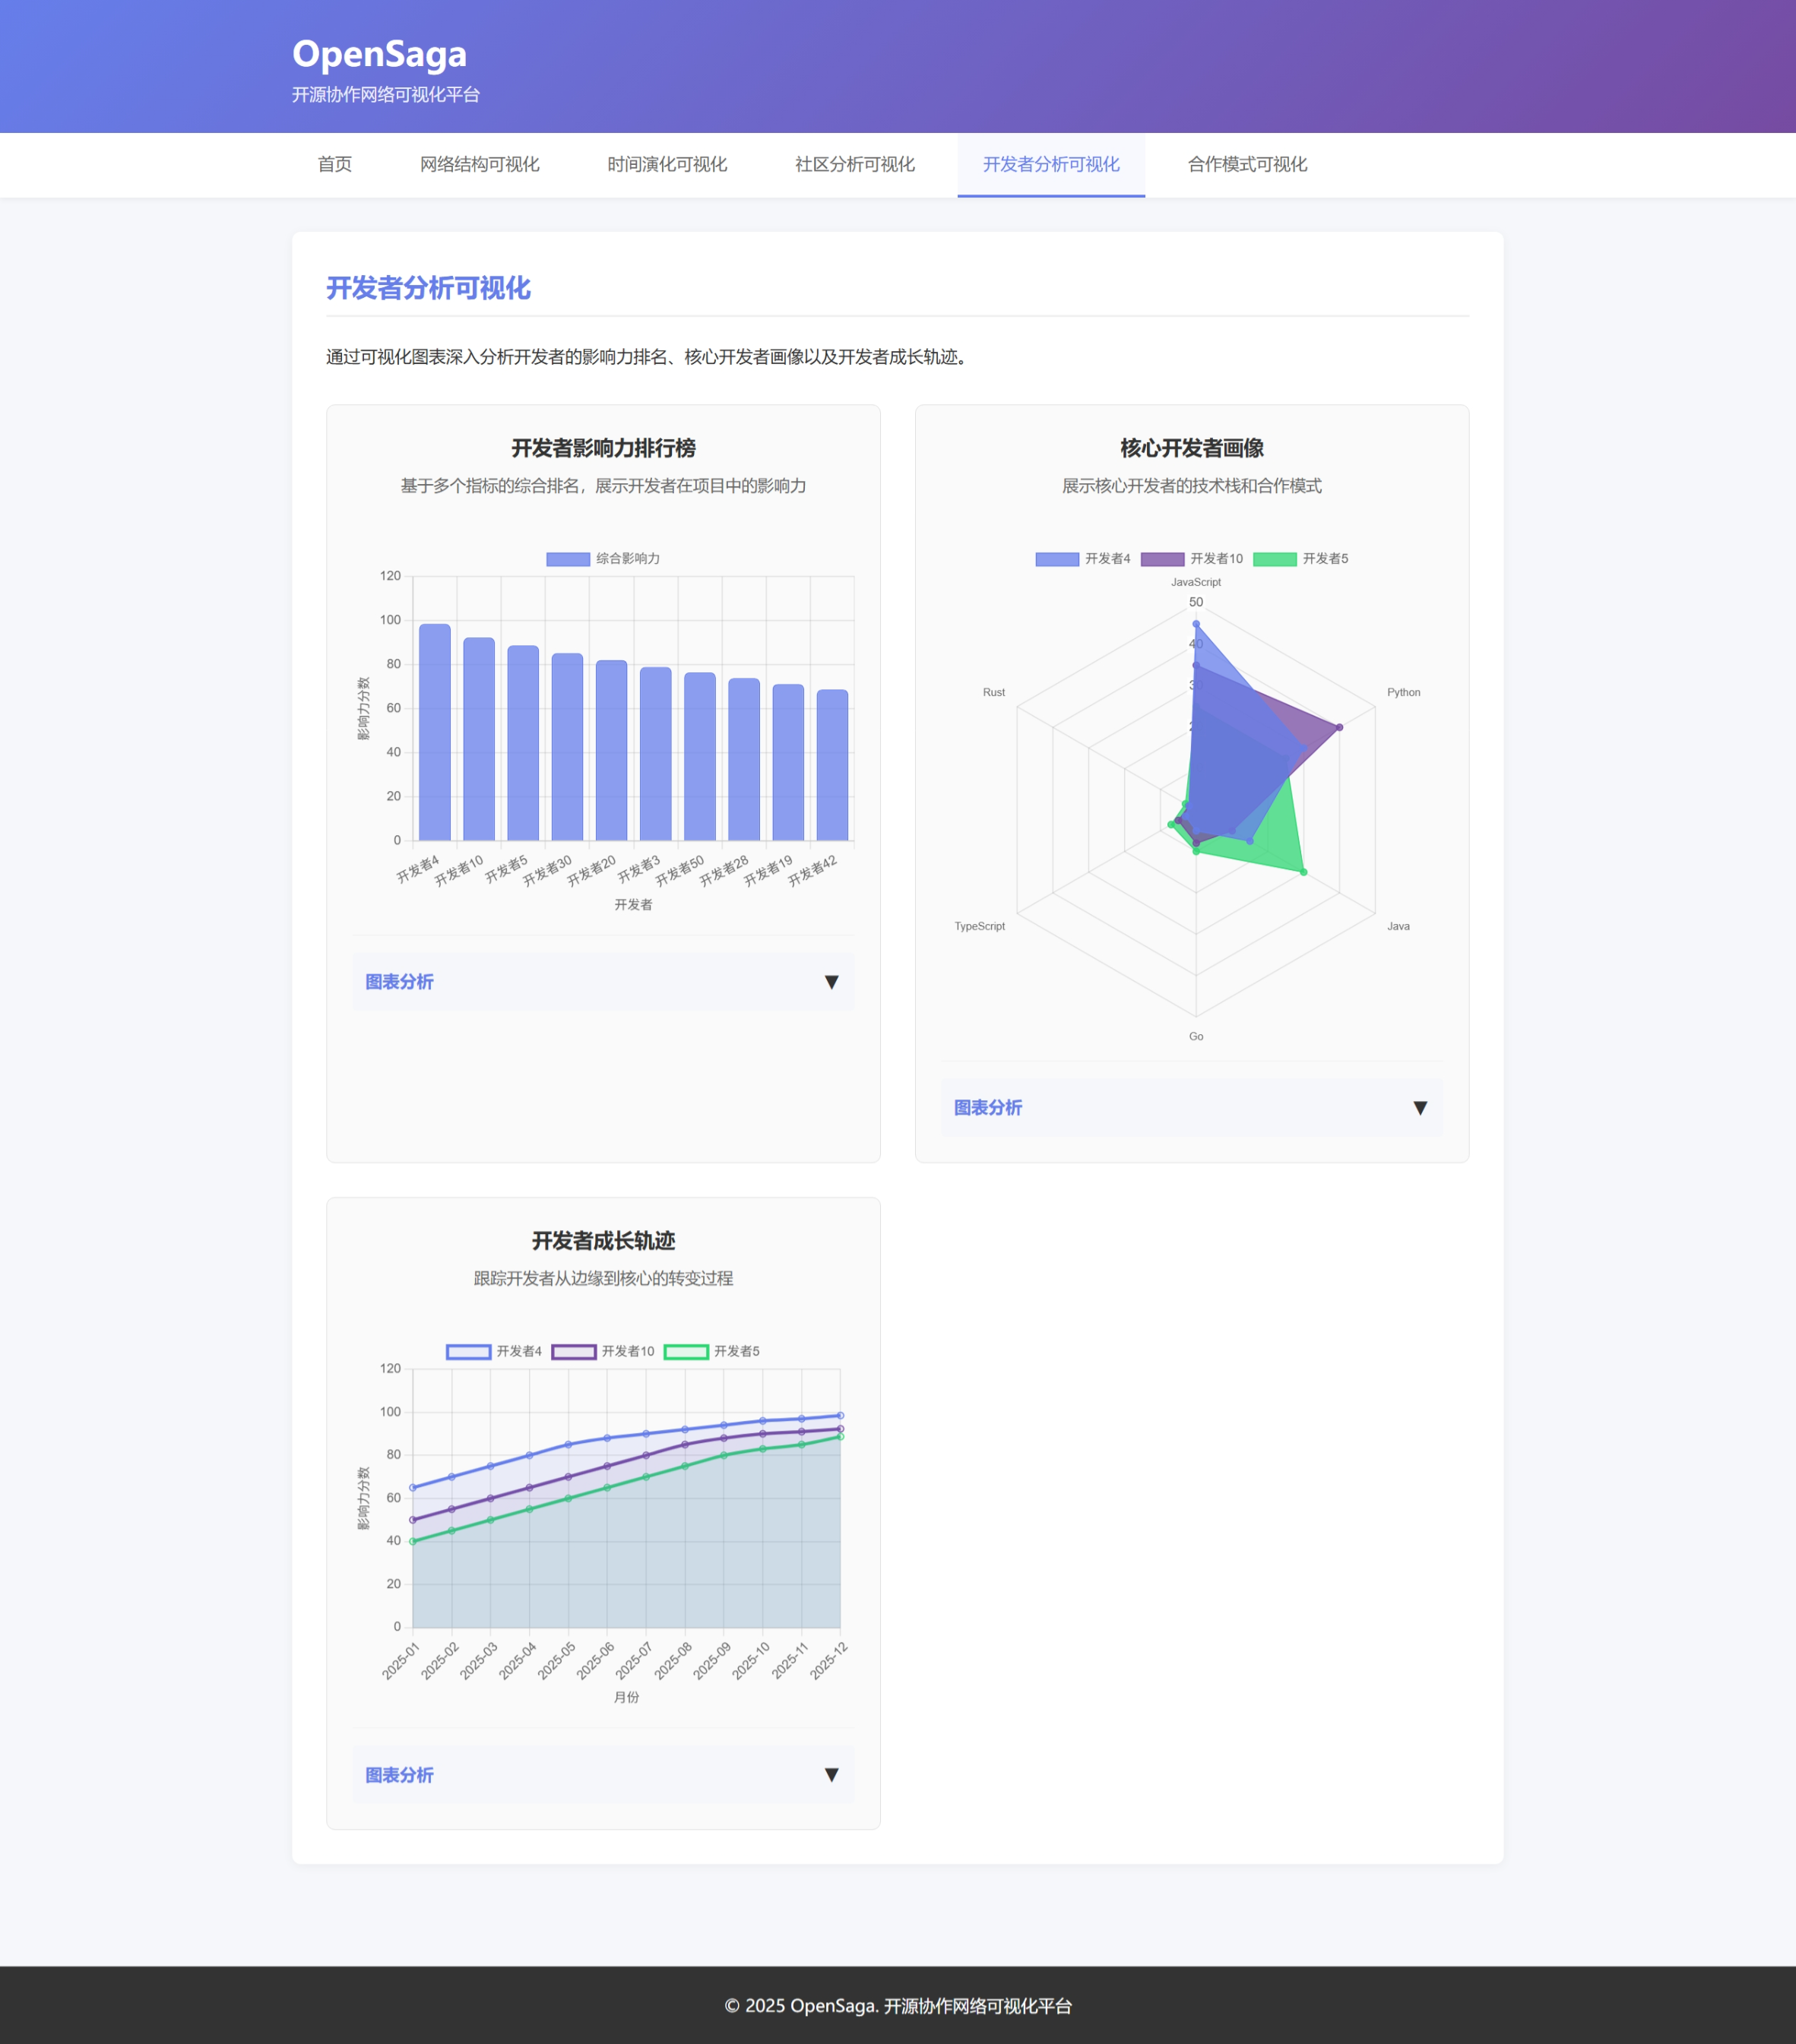 OpenSaga
开源协作网络可视化平台
首页
网络结构可视化
时间演化可视化
社区分析可视化
开发者分析可视化
合作模式可视化
开发者分析可视化
通过可视化图表深入分析开发者的影响力排名、核心开发者画像以及开发者成长轨迹。
开发者影响力排行榜
基于多个指标的综合排名，展示开发者在项目中的影响力
综合影响力
120
100
80
60
40
20
0
影响力分数
开发者4
开发者10
开发者5
开发者30
开发者20
开发者3
开发者50
开发者28
开发者19
开发者42
开发者
图表分析
▼
核心开发者画像
展示核心开发者的技术栈和合作模式
开发者4
开发者10
开发者5
JavaScript
50
40
Rust
Python
TypeScript
Java
Go
图表分析
▼
开发者成长轨迹
跟踪开发者从边缘到核心的转变过程
开发者4
开发者10
开发者5
120
100
80
60
40
20
0
影响力分数
2025-01
2025-02
2025-03
2025-04
2025-05
2025-06
2025-07
2025-08
2025-09
2025-10
2025-11
2025-12
月份
图表分析
▼
© 2025 OpenSaga. 开源协作网络可视化平台